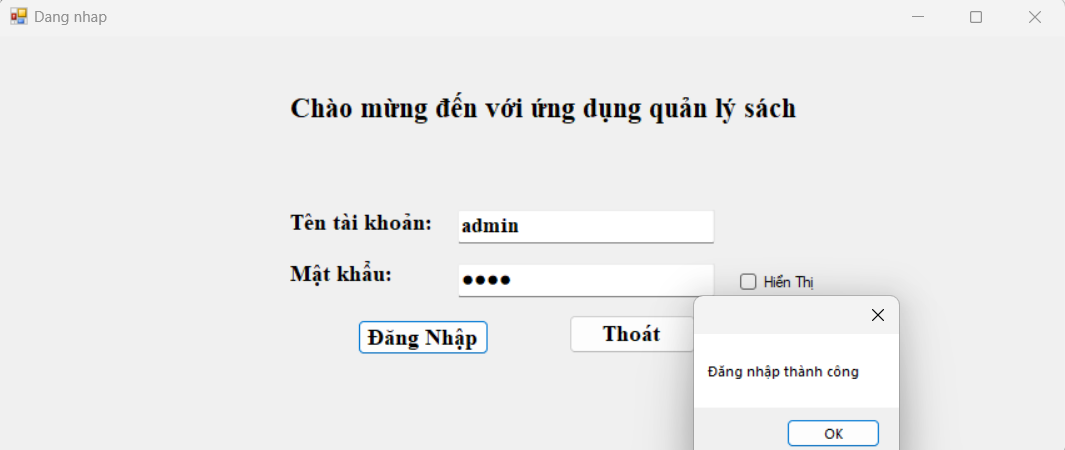 Dang nhap
Chào mừng đến với ứng dụng quản lý sách
Tên tài khoản:
admin
Mật khẩu:
Hiển Thị
Đăng Nhập
Thoát
Đăng nhập thành công
OK